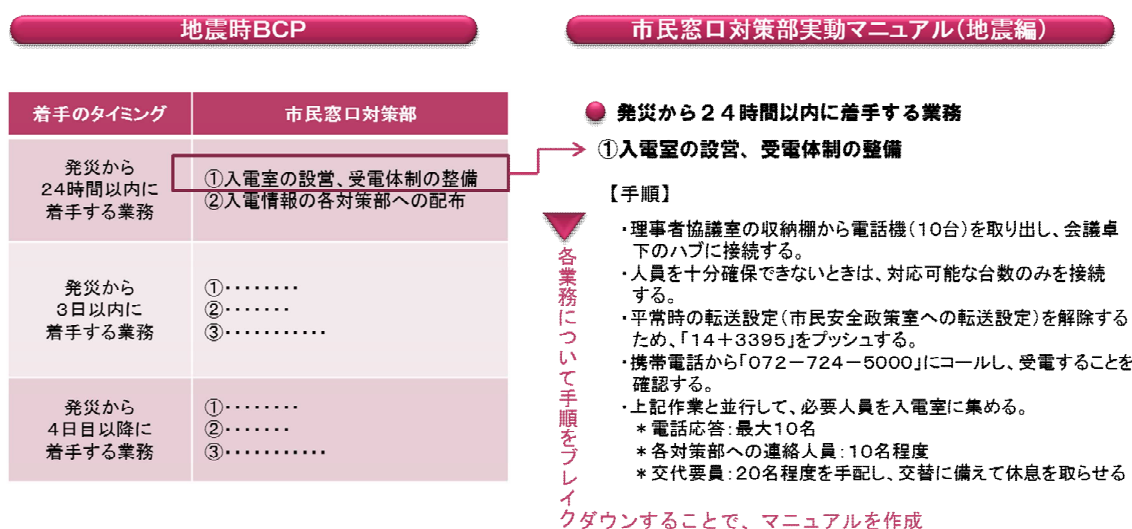 地震時BCP
着手のタイミング
市民窓口対策部
発災から
24時間以内に
着手する業務
①入電室の設営、受電体制の整備
②入電情報の各対策部への配布
発災から
3日以内に
着手する業務
①・・・・・・・・
②・・・・・・・
③・・・・・・・・・・・
発災から
4日目以降に
着手する業務
①・・・・・・・・
②・・・・・・・
③・・・・・・・・・・・
市民窓口対策部実動マニュアル(地震編)
発災から24時間以内に着手する業務
①入電室の設営、受電体制の整備
【手順】
・理事者協議室の収納棚から電話機(10台)を取り出し、会議卓
下のハブに接続する。
・人員を十分確保できないときは、対応可能な台数のみを接続
する。
・平常時の転送設定(市民安全政策室への転送設定)を解除する
ため、「14+3395」をプッシュする。
・携帯電話から「072-724-5000」にコールし、受電することを
確認する。
・上記作業と並行して、必要人員を入電室に集める。
*電話応答:最大10名
*各対策部への連絡人員:10名程度
*交代要員:20名程度を手配し、交替に備えて休息を取らせる
各業務について手順をブレイク
ダウンすることで、マニュアルを作成